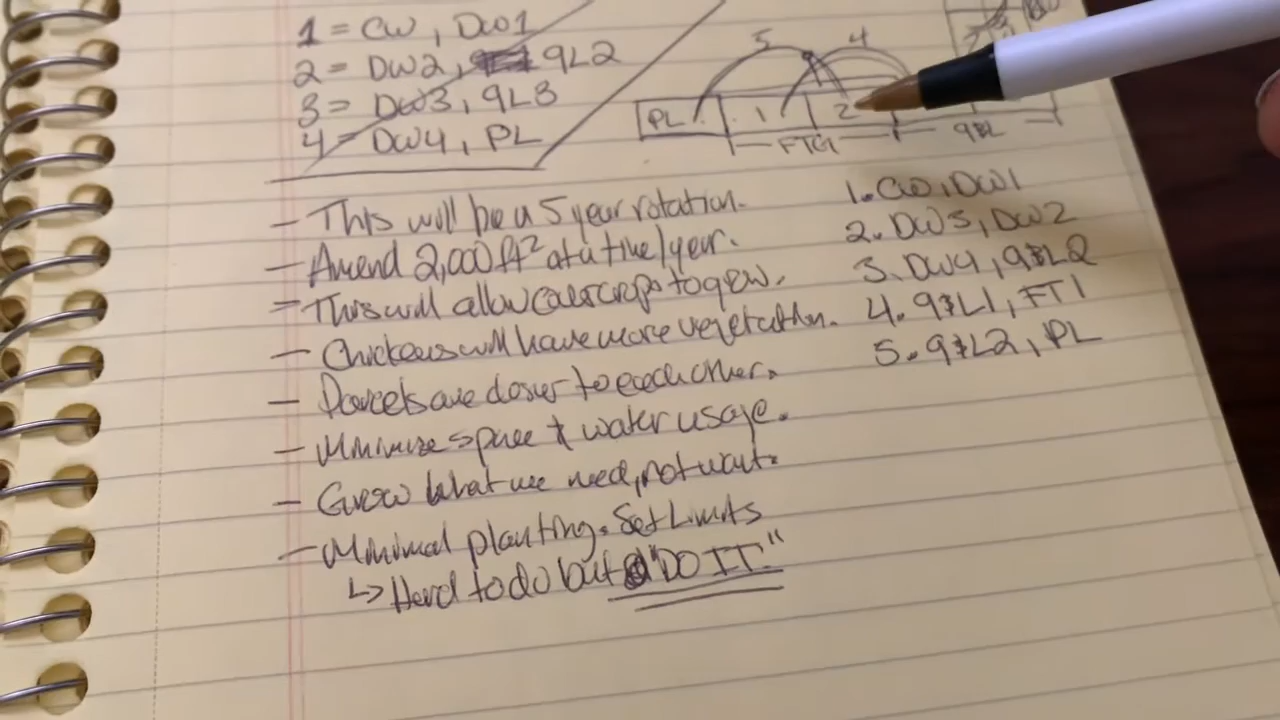 1 = CW, DW1
2 = DW2, 9L2
3 = DW3, 9L3
4 = DW4, PL
5 4
PL 1 2
FTG
- This will be a 5 year rotation.
- Amend 2,000 ft² at a time/year.
- This will allow cover crops to grow.
- Chickens will have more vegetation.
- Parcels are closer to each other.
- Minimize space & water usage.
- Grow what we need, not want.
- Minimal planting. Set Limits
↳ Hard to do but "DO IT."
1. CW, DW1
2. DW3, DW2
3. DW4, 9$L2
4. 9$L1, FT1
5. 9$L2, PL